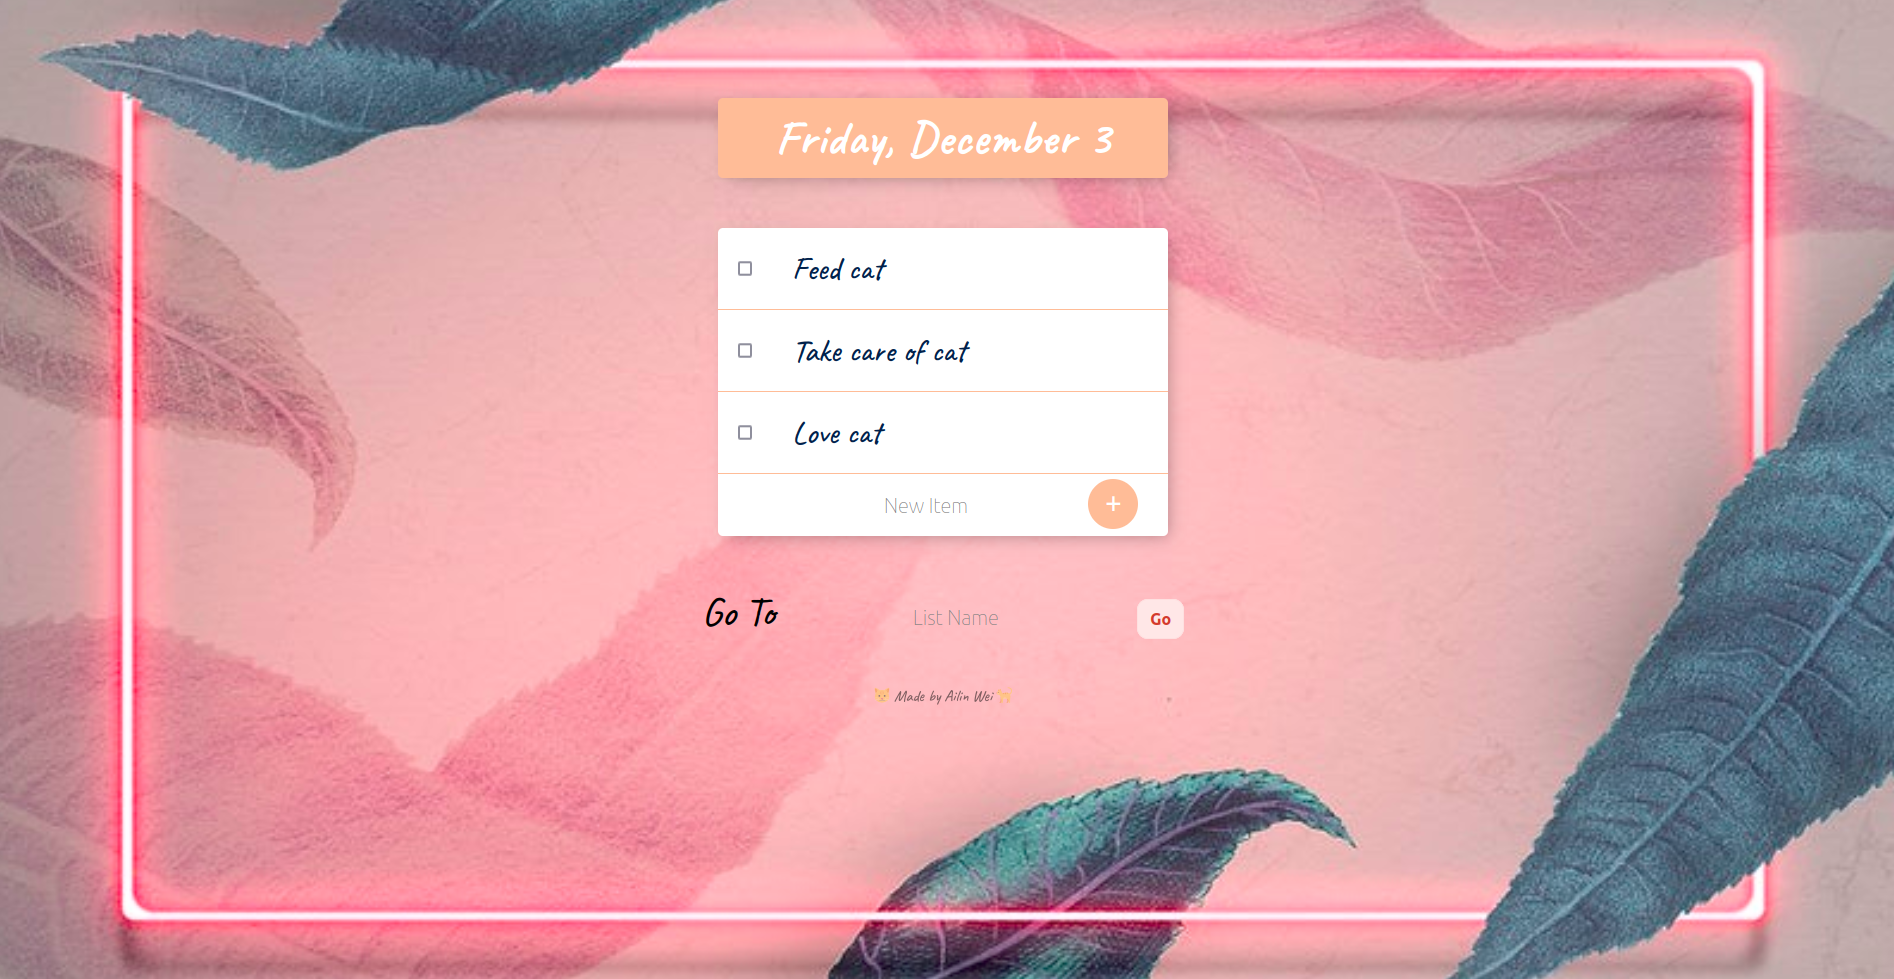 Friday, December 3
Feed cat
Take care of cat
Love cat
New Item +
Go To List Name Go
🐱 Made by Ailin Wei 🐈